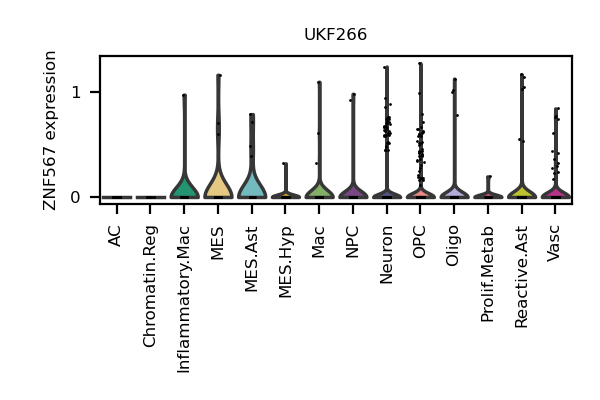 UKF266
ZNF567 expression
1
0
AC
Chromatin.Reg
Inflammatory.Mac
MES
MES.Ast
MES.Hyp
Mac
NPC
Neuron
OPC
Oligo
Prolif.Metab
Reactive.Ast
Vasc